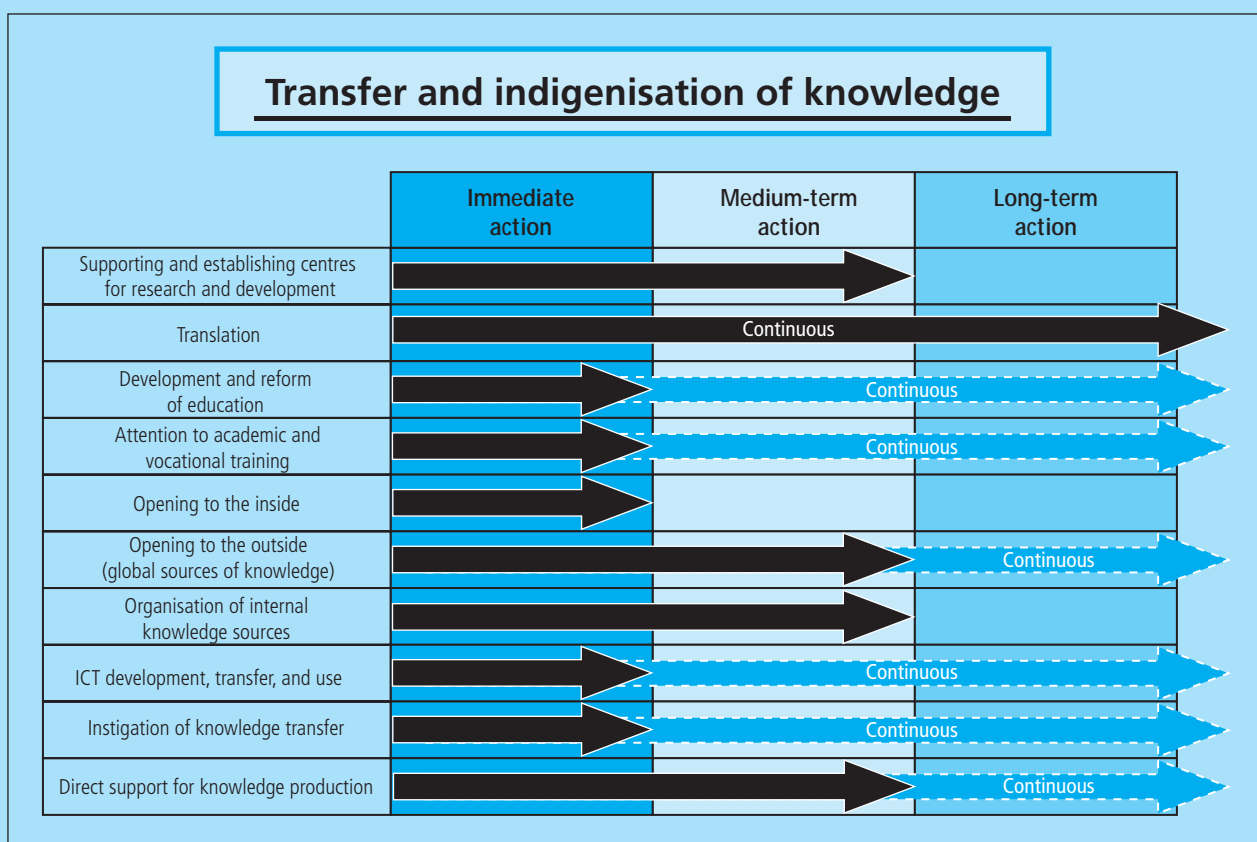 Transfer and indigenisation of knowledge
Immediate
action
Medium-term
action
Long-term
action
Supporting and establishing centres
for research and development
Translation
Continuous
Development and reform
of education
Continuous
Attention to academic and
vocational training
Continuous
Opening to the inside
Opening to the outside
(global sources of knowledge)
Continuous
Organisation of internal
knowledge sources
ICT development, transfer, and use
Continuous
Instigation of knowledge transfer
Continuous
Direct support for knowledge production
Continuous